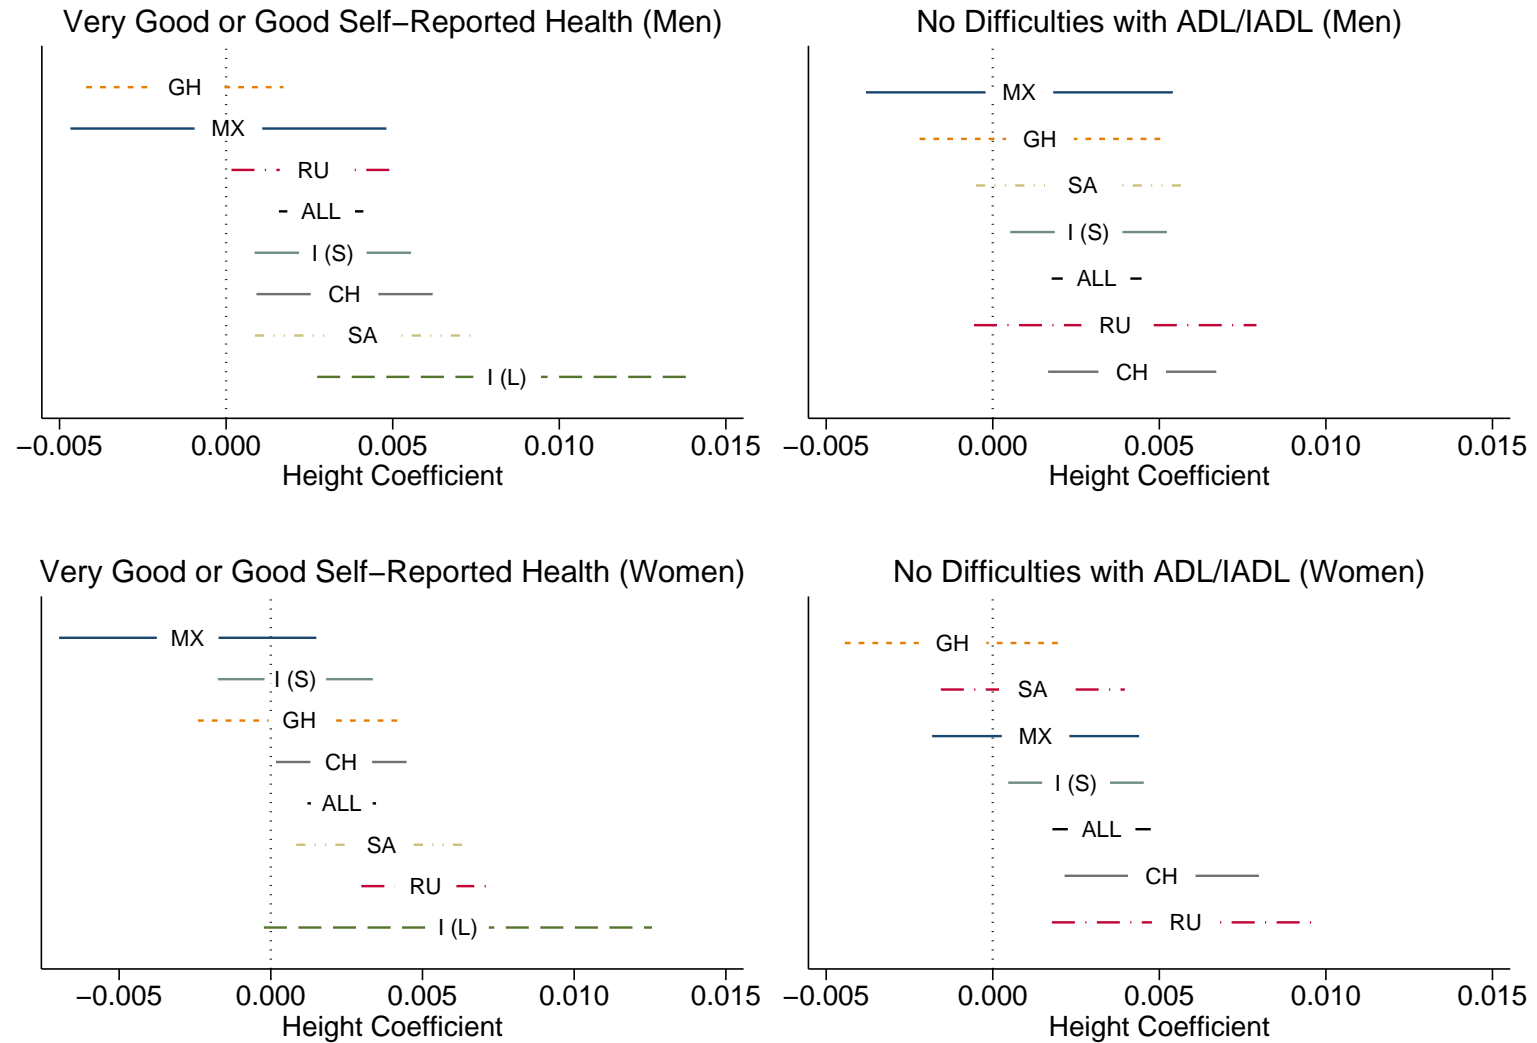 Very Good or Good Self−Reported Health (Men)
GH
MX
RU
ALL
I (S)
CH
SA
I (L)
−0.005 0.000 0.005 0.010 0.015
Height Coefficient
No Difficulties with ADL/IADL (Men)
MX
GH
SA
I (S)
ALL
RU
CH
−0.005 0.000 0.005 0.010 0.015
Height Coefficient
Very Good or Good Self−Reported Health (Women)
MX
I (S)
GH
CH
ALL
SA
RU
I (L)
−0.005 0.000 0.005 0.010 0.015
Height Coefficient
No Difficulties with ADL/IADL (Women)
GH
SA
MX
I (S)
ALL
CH
RU
−0.005 0.000 0.005 0.010 0.015
Height Coefficient